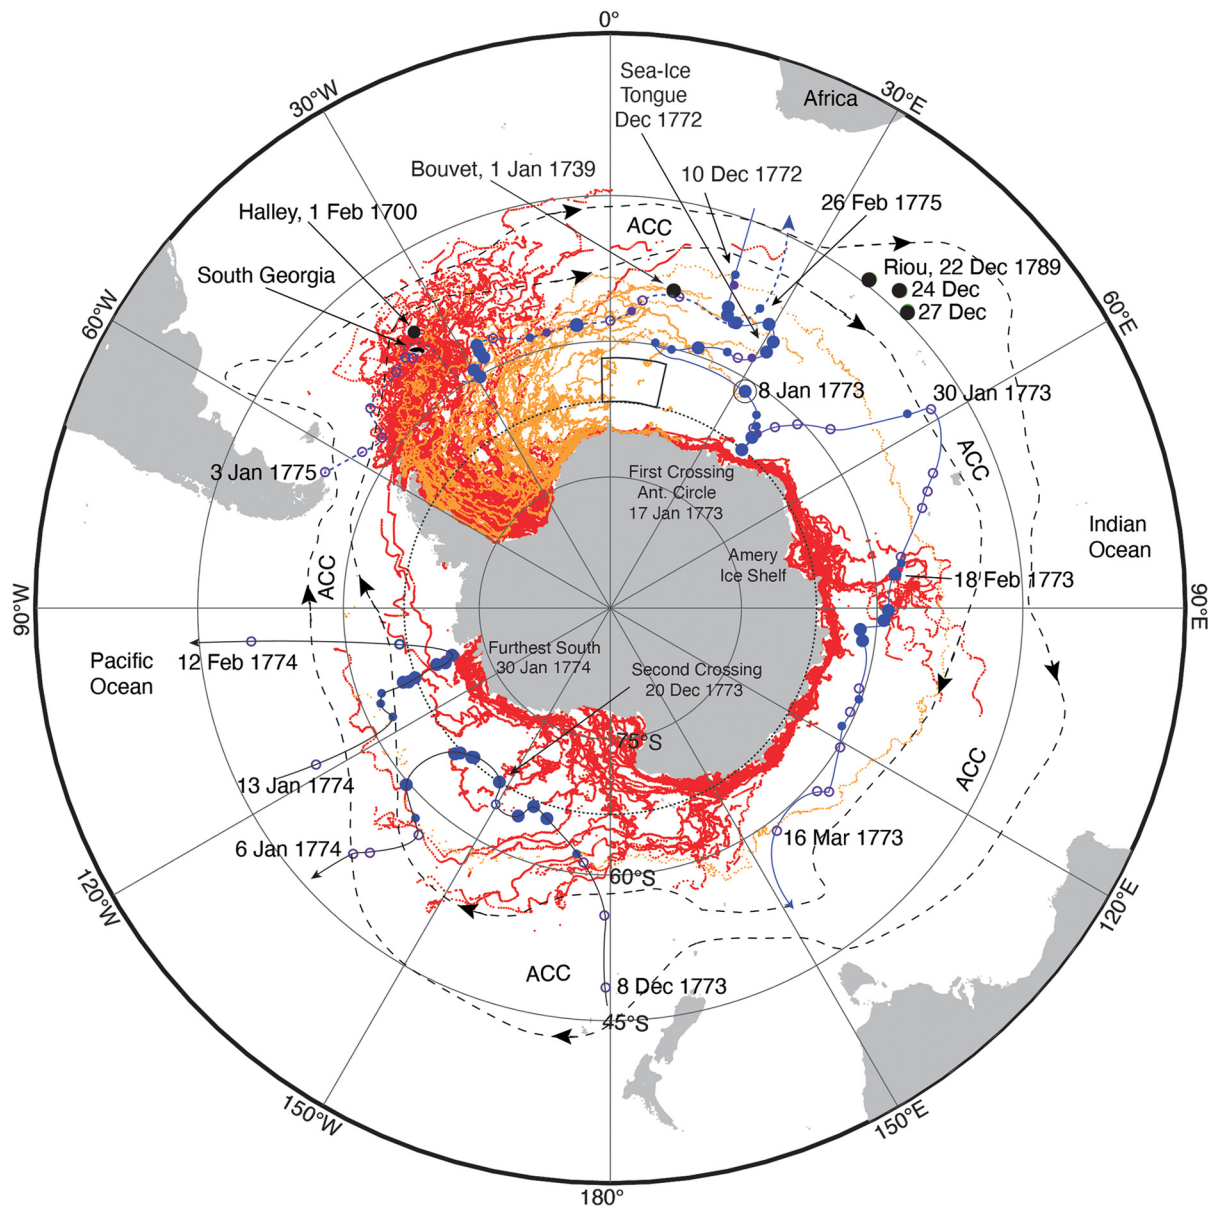 0°
30°W
30°E
Sea-Ice
Tongue
Dec 1772
Africa
Bouvet, 1 Jan 1739
10 Dec 1772
26 Feb 1775
Halley, 1 Feb 1700
ACC
South Georgia
Riou, 22 Dec 1789
24 Dec
27 Dec
60°W
60°E
8 Jan 1773
30 Jan 1773
ACC
3 Jan 1775
First Crossing
Ant. Circle
17 Jan 1773
Indian
Ocean
Amery
Ice Shelf
ACC
18 Feb 1773
90°W
90°E
Pacific
Ocean
12 Feb 1774
Furthest South
30 Jan 1774
Second Crossing
20 Dec 1773
75°S
ACC
13 Jan 1774
6 Jan 1774
16 Mar 1773
60°S
120°W
120°E
ACC
8 Dec 1773
45°S
150°W
150°E
180°